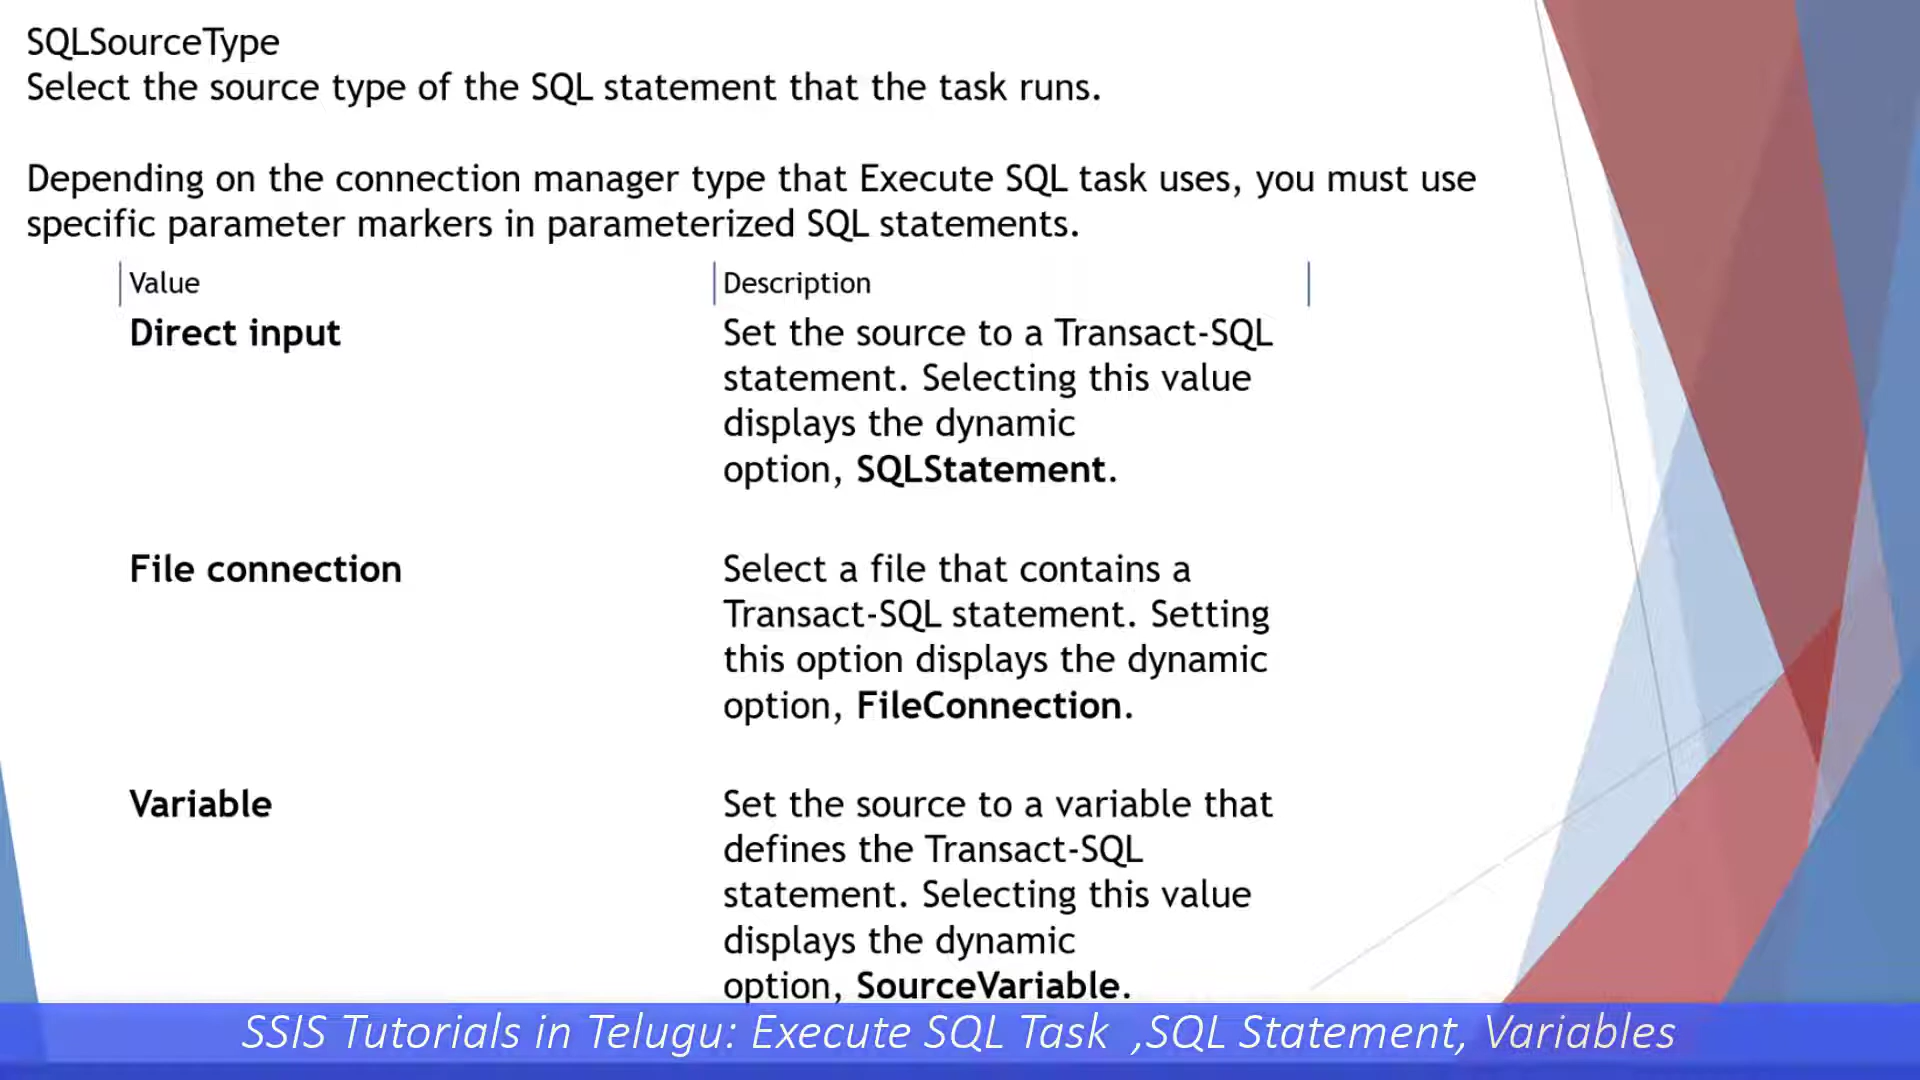 SQLSourceType
Select the source type of the SQL statement that the task runs.
Depending on the connection manager type that Execute SQL task uses, you must use
specific parameter markers in parameterized SQL statements.
Value Description
Direct input Set the source to a Transact-SQL
statement. Selecting this value
displays the dynamic
option, SQLStatement.
File connection Select a file that contains a
Transact-SQL statement. Setting
this option displays the dynamic
option, FileConnection.
Variable Set the source to a variable that
defines the Transact-SQL
statement. Selecting this value
displays the dynamic
option, SourceVariable.
SSIS Tutorials in Telugu: Execute SQL Task ,SQL Statement, Variables